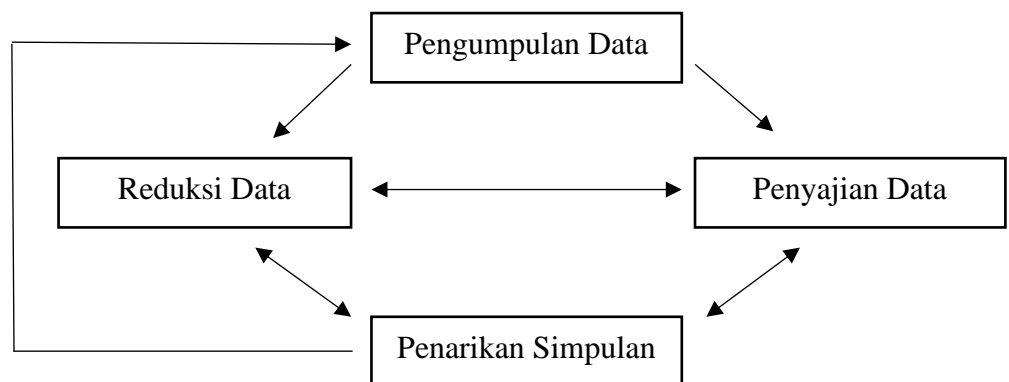 Pengumpulan Data
Reduksi Data
Penyajian Data
Penarikan Simpulan